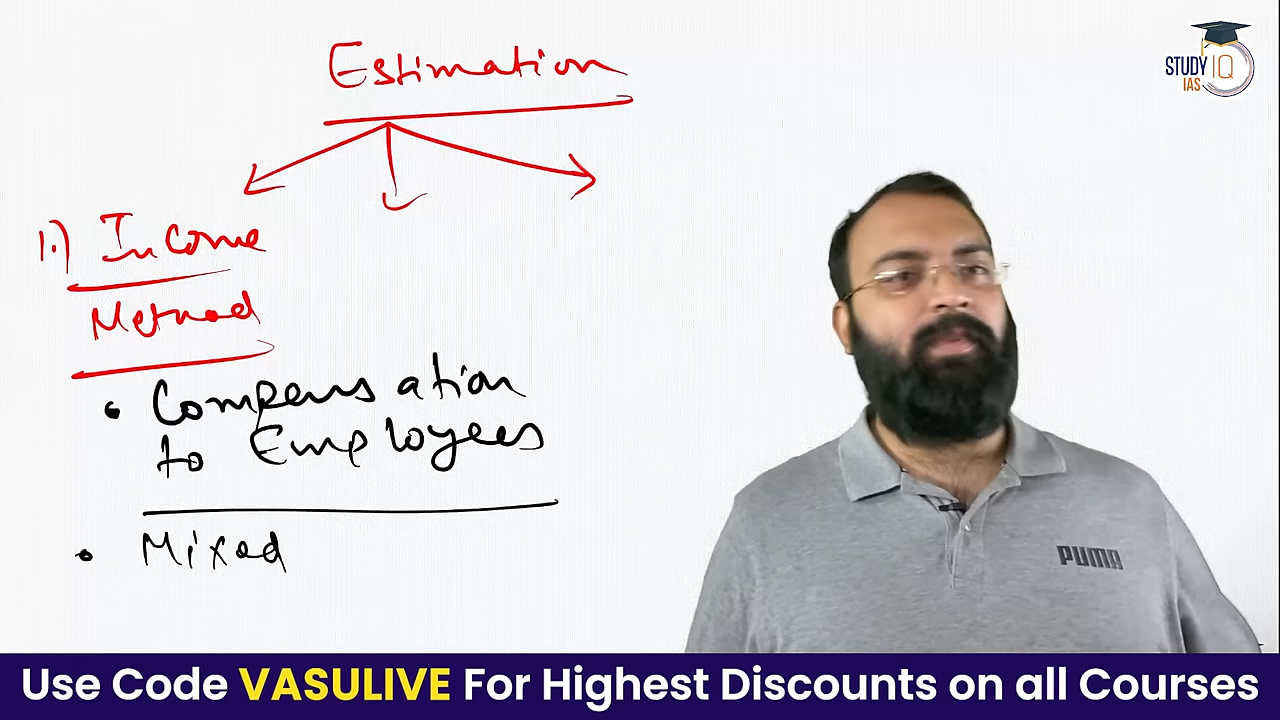 Estimation
STUDY IQ
IAS
1.) Income
Method
• Compensation
to Employees
• Mixed
PUMA
Use Code VASULIVE For Highest Discounts on all Courses